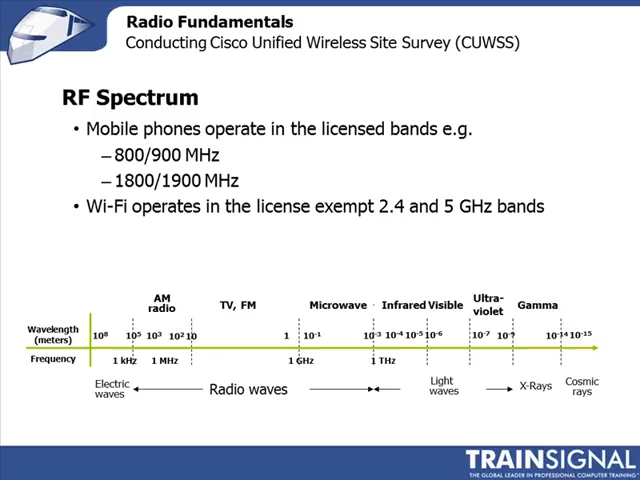 Radio Fundamentals
Conducting Cisco Unified Wireless Site Survey (CUWSS)
RF Spectrum
• Mobile phones operate in the licensed bands e.g.
– 800/900 MHz
– 1800/1900 MHz
• Wi-Fi operates in the license exempt 2.4 and 5 GHz bands
AM radio TV, FM Microwave Infrared Visible Ultra-violet Gamma
Wavelength (meters) 10⁸ 10⁵ 10³ 10² 10 1 10⁻¹ 10⁻³ 10⁻⁴ 10⁻⁵ 10⁻⁶ 10⁻⁷ 10⁻⁹ 10⁻¹⁴ 10⁻¹⁵
Frequency 1 kHz 1 MHz 1 GHz 1 THz
Electric waves Radio waves Light waves X-Rays Cosmic rays
TRAINSIGNAL
THE GLOBAL LEADER IN PROFESSIONAL COMPUTER TRAINING